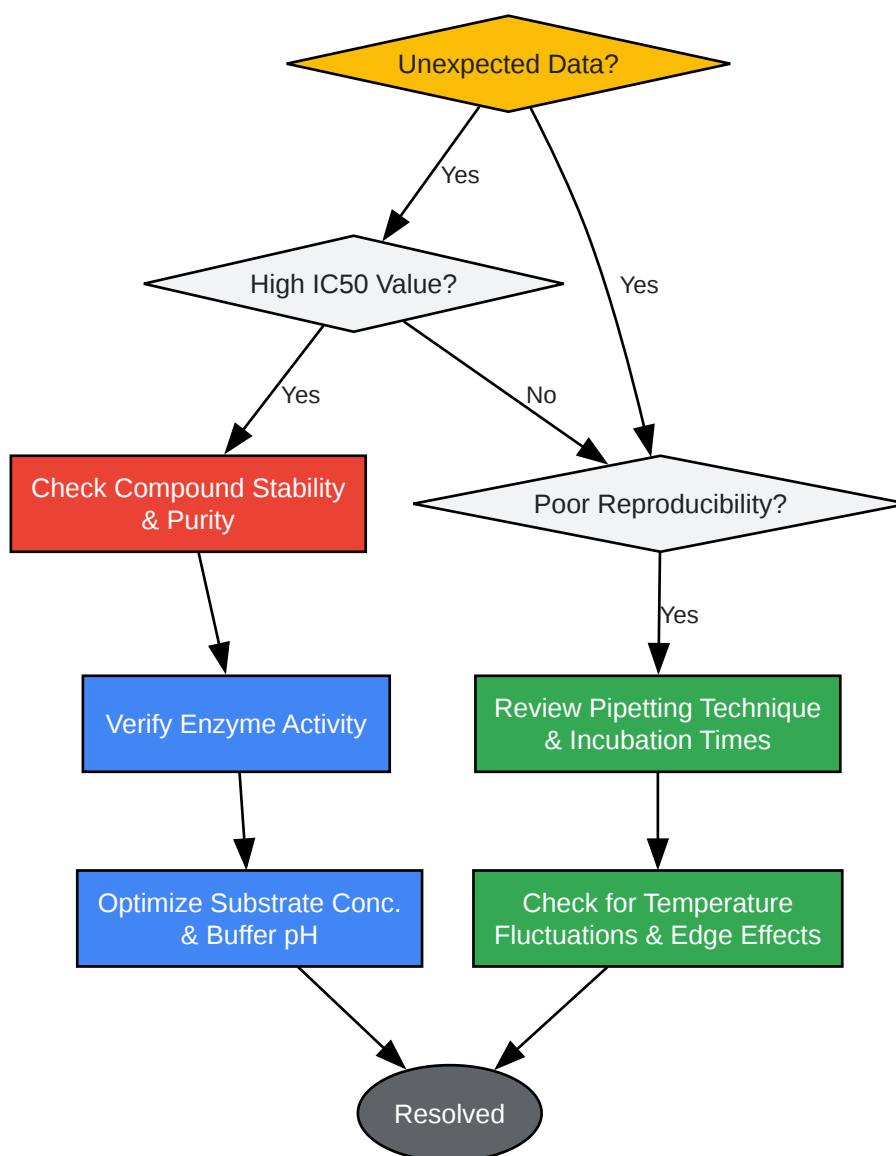 Unexpected Data?
Yes
High IC50 Value?
Yes
Yes
No
Check Compound Stability
& Purity
Poor Reproducibility?
Yes
Verify Enzyme Activity
Review Pipetting Technique
& Incubation Times
Optimize Substrate Conc.
& Buffer pH
Check for Temperature
Fluctuations & Edge Effects
Resolved